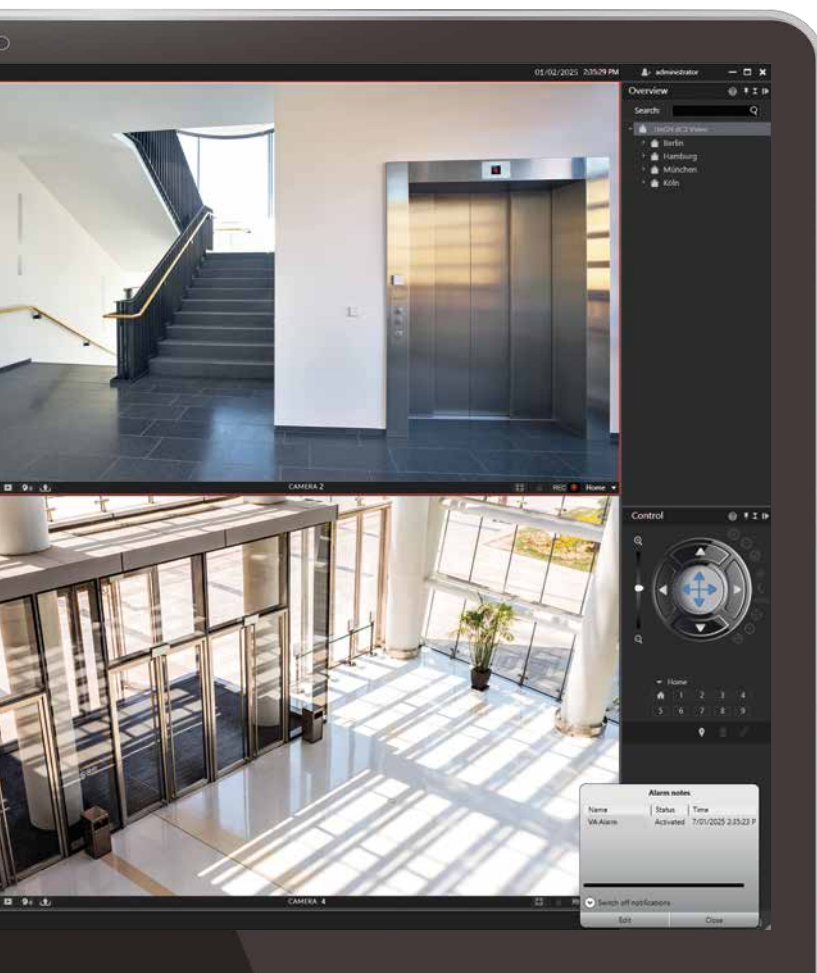 01/02/2025 2:35:29 PM
administrator
Overview
Search:
Berlin
Hamburg
München
Köln
CAMERA 2
REC
Home
Control
Home
1 2 3 4
5 6 7 8 9
Alarm notes
Name Status Time
VA Alarm Activated 7/01/2025 2:35:23 P
Switch off notifications
Edit Close
CAMERA 4